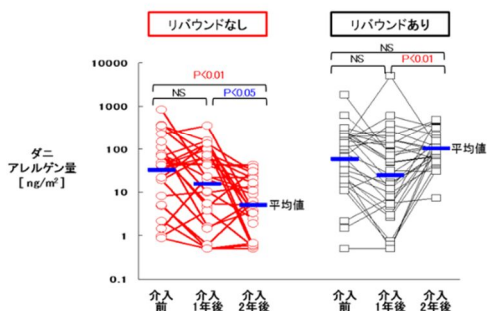 リバウンドなし
リバウンドあり
NS
P<0.01
NS
P<0.05
NS
P<0.01
10000
1000
100
10
1
0.1
ダニ
アレルゲン量
[ ng/m² ]
平均値
平均値
介入
前
介入
1年後
介入
2年後
介入
前
介入
1年後
介入
2年後